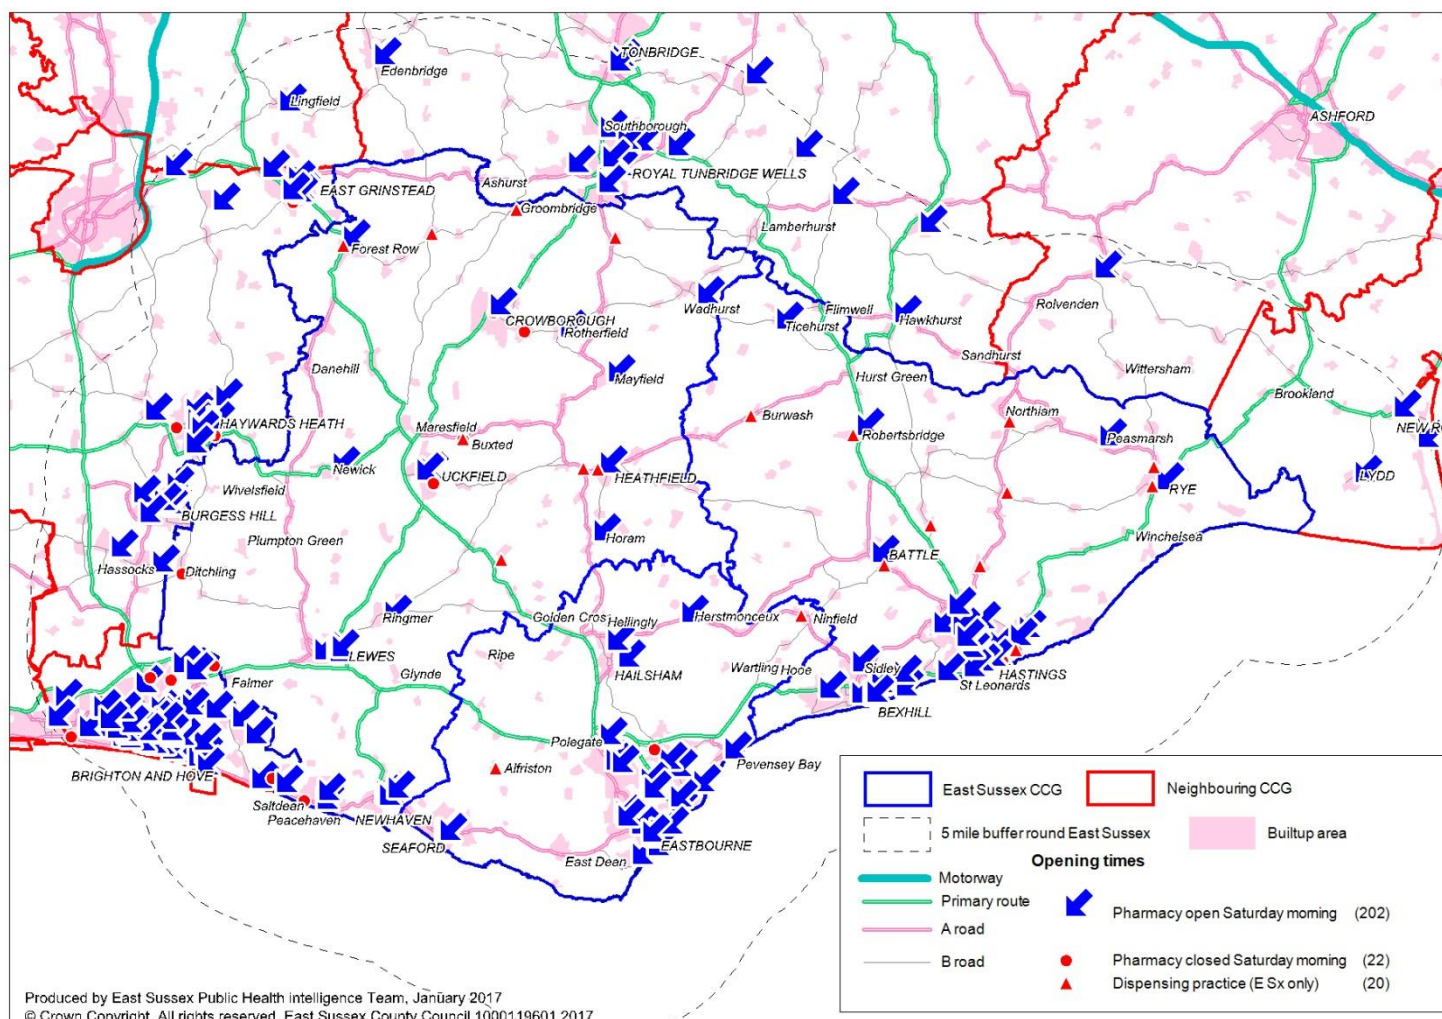 TONBRIDGE
Edenbridge
Lingfield
ASHFORD
Southborough
ROYAL TUNBRIDGE WELLS
EAST GRINSTEAD
Ashurst
Groombridge
Lamberhurst
Forest Row
Rolvenden
Wadhurst
Flimwell
CROWBOROUGH
Rotherfield
Ticehurst
Hawkhurst
Sandhurst
Danehill
Mayfield
Hurst Green
Wittersham
Brookland
HAYWARDS HEATH
Maresfield
Burwash
Northiam
NEW RO
Buxted
Robertsbridge
Peasmarsh
Newick
UCKFIELD
HEATHFIELD
LYDD
Wivelsfield
RYE
BURGESS HILL
Plumpton Green
Horam
Winchelsea
BATTLE
Hassocks
Ditchling
Ringmer
Golden Cros
Hellingly
Herstmonceux
Ninfield
LEWES
Ripe
Falmer
Glynde
HAILSHAM
Wartling
Hooe
Sidley
HASTINGS
St Leonards
BEXHILL
Polegate
Pevensey Bay
BRIGHTON AND HOVE
Alfriston
Saltdean
Peacehaven
NEWHAVEN
SEAFORD
East Dean
EASTBOURNE
East Sussex CCG
Neighbouring CCG
5 mile buffer round East Sussex
Builtup area
Opening times
Motorway
Primary route
Pharmacy open Saturday morning (202)
A road
B road
Pharmacy closed Saturday morning (22)
Dispensing practice (E Sx only) (20)
Produced by East Sussex Public Health intelligence Team, January 2017
© Crown Copyright. All rights reserved. East Sussex County Council 1000119601 2017